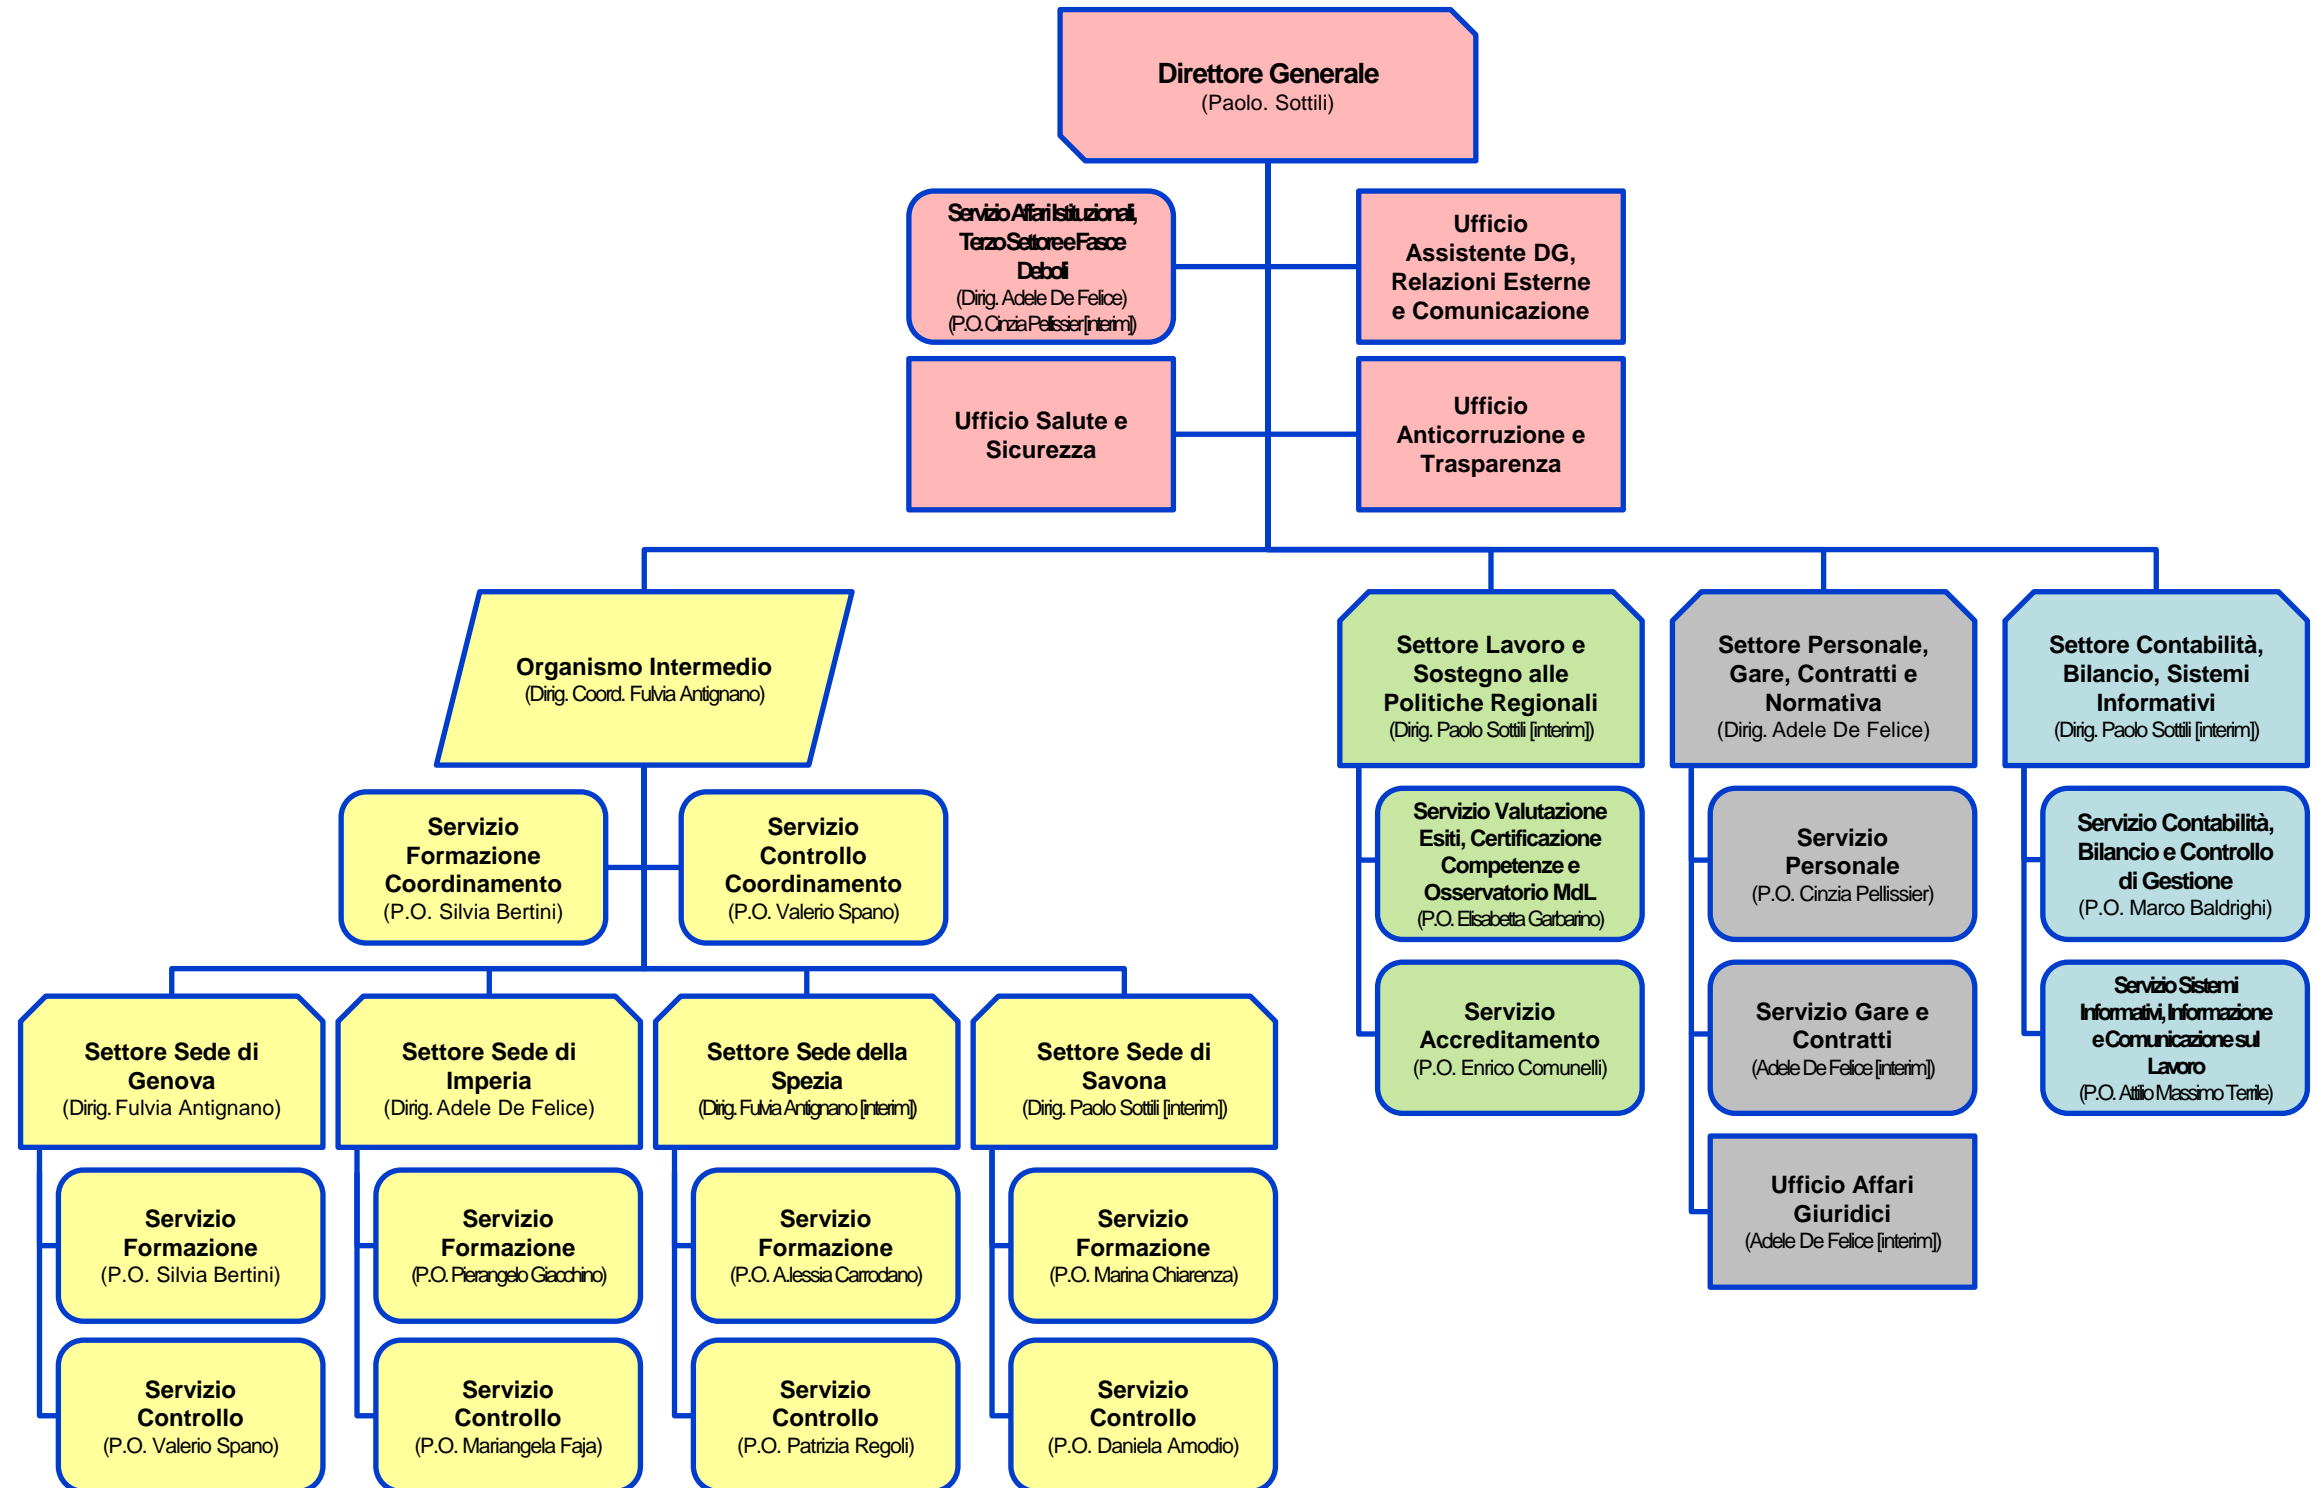 Direttore Generale
(Paolo. Sottili)
Servizio Affari Istituzionali,
Terzo Settore e Fasce
Deboli
(Dirig. Adele De Felice)
(P.O. Cinzia Pellissier [interim])
Ufficio
Assistente DG,
Relazioni Esterne
e Comunicazione
Ufficio Salute e
Sicurezza
Ufficio
Anticorruzione e
Trasparenza
Organismo Intermedio
(Dirig. Coord. Fulvia Antignano)
Settore Lavoro e
Sostegno alle
Politiche Regionali
(Dirig. Paolo Sottili [interim])
Settore Personale,
Gare, Contratti e
Normativa
(Dirig. Adele De Felice)
Settore Contabilità,
Bilancio, Sistemi
Informativi
(Dirig. Paolo Sottili [interim])
Servizio
Formazione
Coordinamento
(P.O. Silvia Bertini)
Servizio
Controllo
Coordinamento
(P.O. Valerio Spano)
Servizio Valutazione
Esiti, Certificazione
Competenze e
Osservatorio MdL
(P.O. Elisabetta Garbarino)
Servizio
Personale
(P.O. Cinzia Pellissier)
Servizio Contabilità,
Bilancio e Controllo
di Gestione
(P.O. Marco Baldrighi)
Servizio
Accreditamento
(P.O. Enrico Comunelli)
Servizio Gare e
Contratti
(Adele De Felice [interim])
Servizio Sistemi
Informativi, Informazione
e Comunicazione sul
Lavoro
(P.O. Attilio Massimo Terrile)
Ufficio Affari
Giuridici
(Adele De Felice [interim])
Settore Sede di
Genova
(Dirig. Fulvia Antignano)
Settore Sede di
Imperia
(Dirig. Adele De Felice)
Settore Sede della
Spezia
(Dirig. Fulvia Antignano [interim])
Settore Sede di
Savona
(Dirig. Paolo Sottili [interim])
Servizio
Formazione
(P.O. Silvia Bertini)
Servizio
Formazione
(P.O. Pierangelo Giacchino)
Servizio
Formazione
(P.O. A.lessia Carrodano)
Servizio
Formazione
(P.O. Marina Chiarenza)
Servizio
Controllo
(P.O. Valerio Spano)
Servizio
Controllo
(P.O. Mariangela Faja)
Servizio
Controllo
(P.O. Patrizia Regoli)
Servizio
Controllo
(P.O. Daniela Amodio)